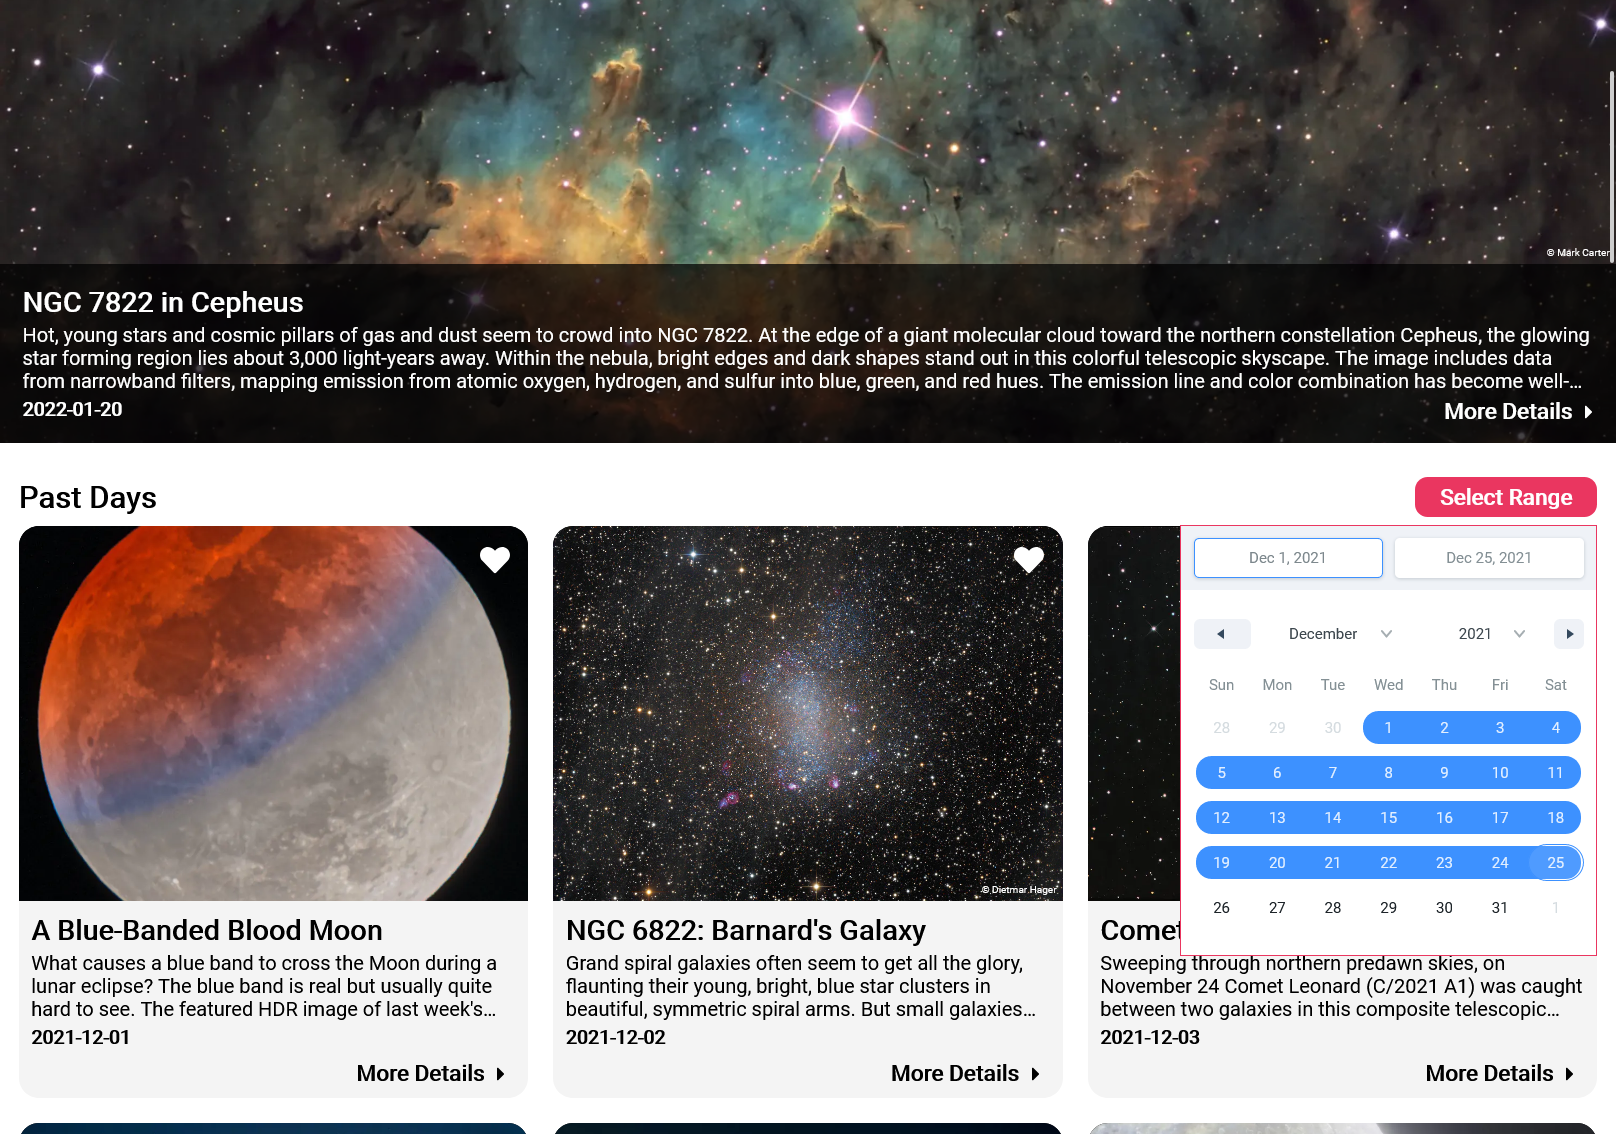 © Mark Carter
NGC 7822 in Cepheus
Hot, young stars and cosmic pillars of gas and dust seem to crowd into NGC 7822. At the edge of a giant molecular cloud toward the northern constellation Cepheus, the glowing
star forming region lies about 3,000 light-years away. Within the nebula, bright edges and dark shapes stand out in this colorful telescopic skyscape. The image includes data
from narrowband filters, mapping emission from atomic oxygen, hydrogen, and sulfur into blue, green, and red hues. The emission line and color combination has become well-...
2022-01-20
More Details
Past Days
Select Range
Dec 1, 2021
Dec 25, 2021
December
2021
Sun Mon Tue Wed Thu Fri Sat
28 29 30 1 2 3 4
5 6 7 8 9 10 11
12 13 14 15 16 17 18
19 20 21 22 23 24 25
26 27 28 29 30 31 1
© Dietmar Hager
A Blue-Banded Blood Moon
What causes a blue band to cross the Moon during a
lunar eclipse? The blue band is real but usually quite
hard to see. The featured HDR image of last week's...
2021-12-01
More Details
NGC 6822: Barnard's Galaxy
Grand spiral galaxies often seem to get all the glory,
flaunting their young, bright, blue star clusters in
beautiful, symmetric spiral arms. But small galaxies...
2021-12-02
More Details
Comet
Sweeping through northern predawn skies, on
November 24 Comet Leonard (C/2021 A1) was caught
between two galaxies in this composite telescopic...
2021-12-03
More Details